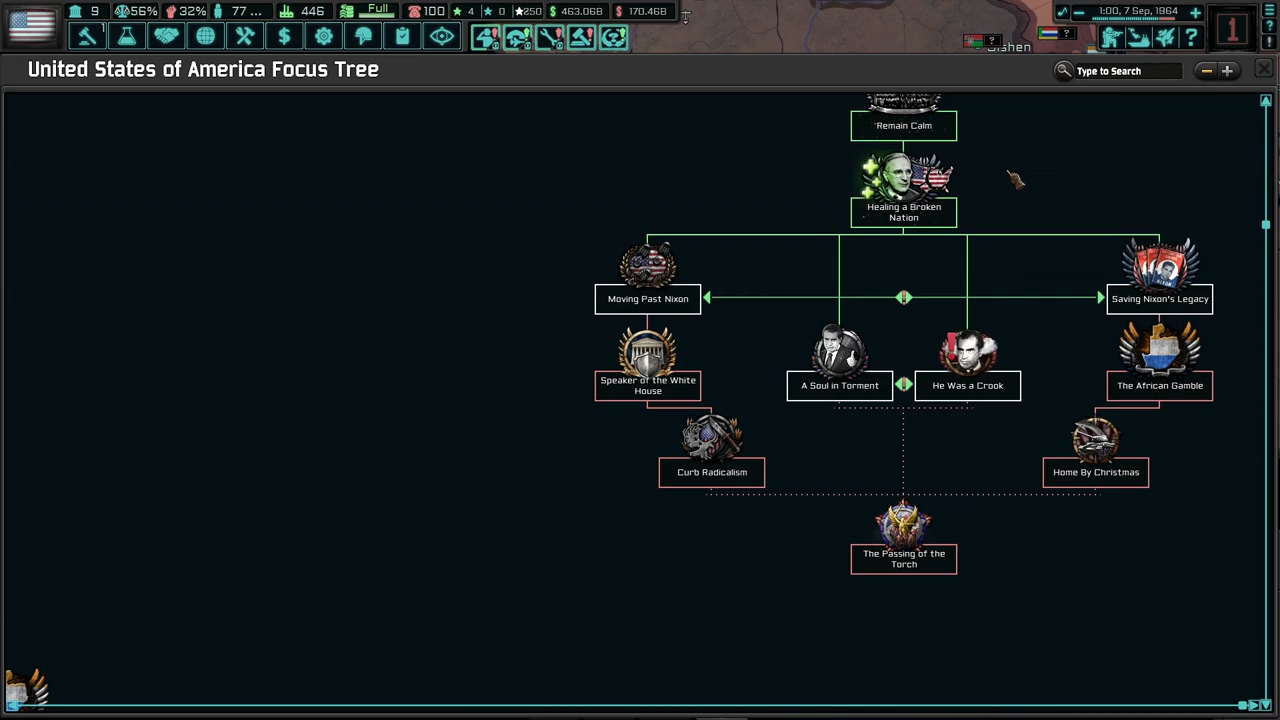 9 56% 32% 77 ... 446 Full 100 4 0 250 $ 463.06B $ 170.46B
1:00, 7 Sep, 1964
1
?
?
?
United States of America Focus Tree
Type to Search
Remain Calm
Healing a Broken
Nation
Moving Past Nixon
Saving Nixon's Legacy
Speaker of the White
House
A Soul in Torment
He Was a Crook
The African Gamble
Curb Radicalism
Home By Christmas
The Passing of the
Torch